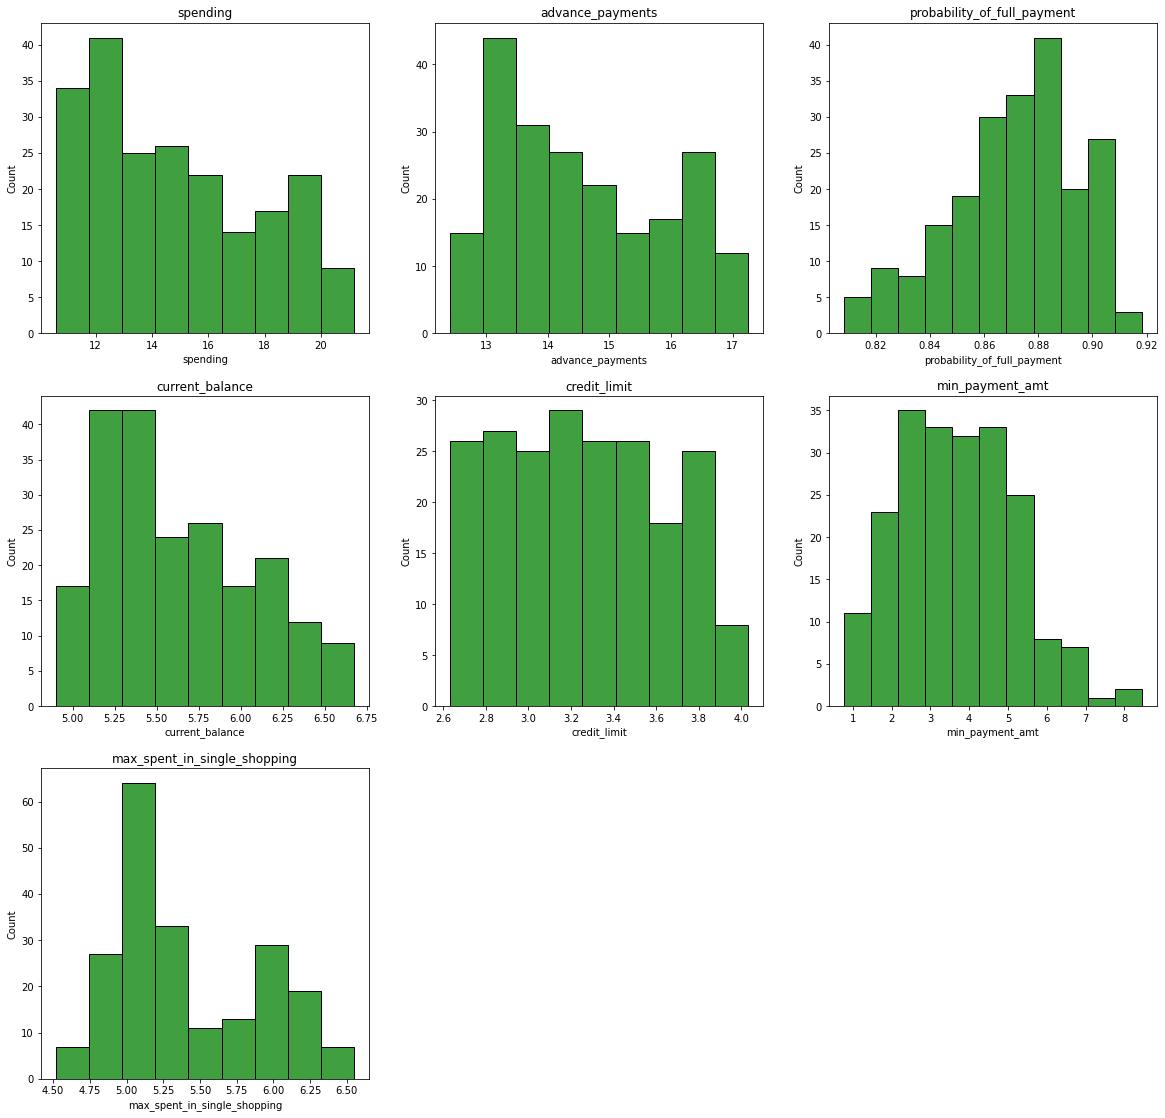 spending
40
35
30
25
20
15
10
5
0
Count
12 14 16 18 20
spending
advance_payments
40
30
20
10
0
Count
13 14 15 16 17
advance_payments
probability_of_full_payment
40
35
30
25
20
15
10
5
0
Count
0.82 0.84 0.86 0.88 0.90 0.92
probability_of_full_payment
current_balance
40
35
30
25
20
15
10
5
0
Count
5.00 5.25 5.50 5.75 6.00 6.25 6.50 6.75
current_balance
credit_limit
30
25
20
15
10
5
0
Count
2.6 2.8 3.0 3.2 3.4 3.6 3.8 4.0
credit_limit
min_payment_amt
35
30
25
20
15
10
5
0
Count
1 2 3 4 5 6 7 8
min_payment_amt
max_spent_in_single_shopping
60
50
40
30
20
10
0
Count
4.50 4.75 5.00 5.25 5.50 5.75 6.00 6.25 6.50
max_spent_in_single_shopping